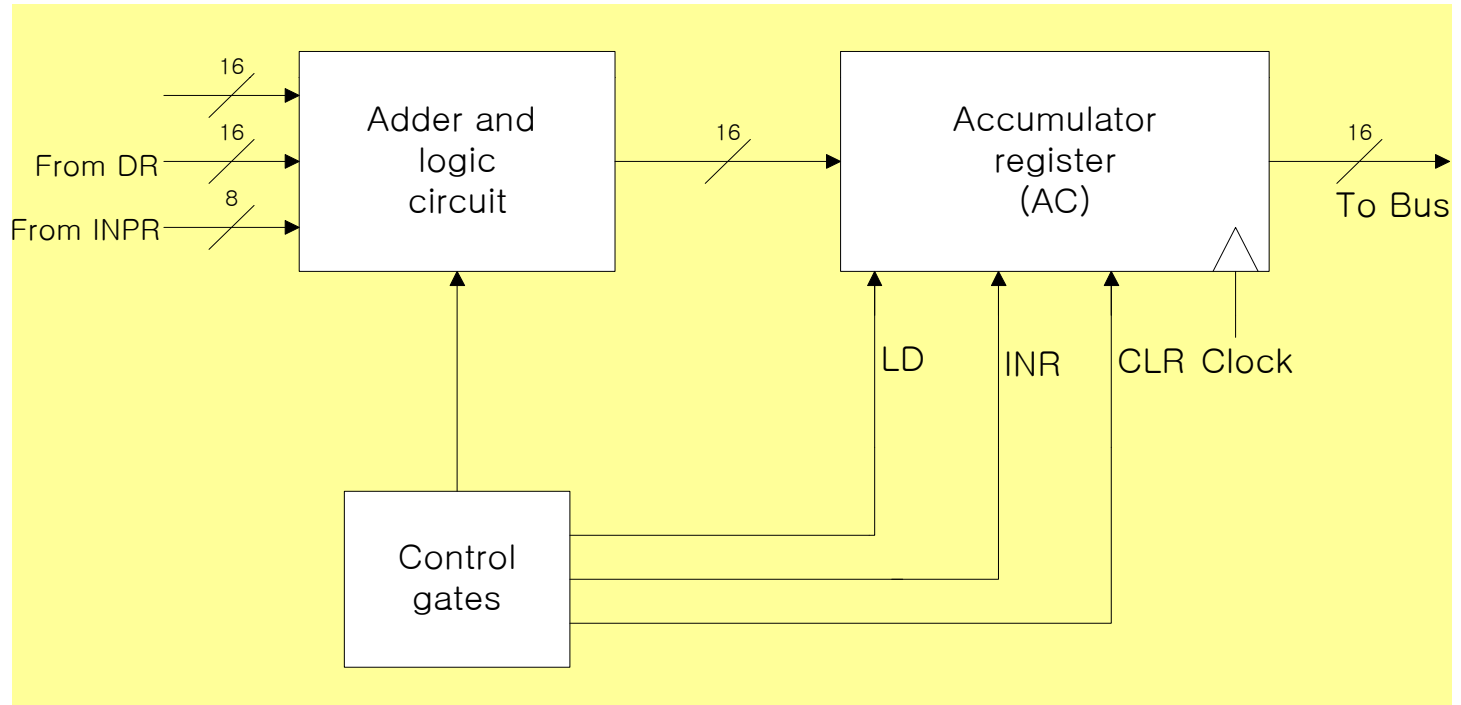 16
16
From DR
8
From INPR
Adder and
logic
circuit
16
Accumulator
register
(AC)
16
To Bus
LD
INR
CLR
Clock
Control
gates